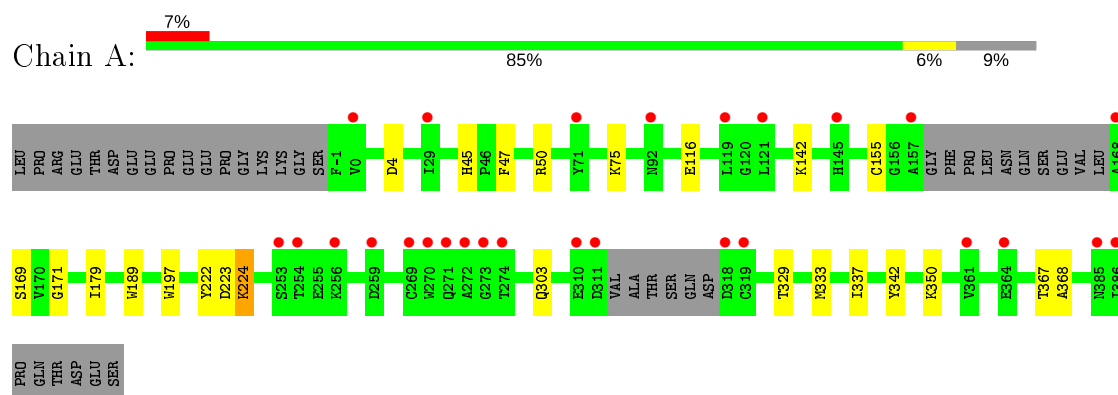 7%
Chain A:
85% 6% 9%
LEU PRO ARG GLU THR ASP GLU GLU PRO GLU GLU PRO GLY LYS LYS GLY SER F-1 V0 D4 I29 H45 P46 F47 R50 Y71 K75 N92 E116 L119 G120 L121 K142 H145 C155 G156 A157 GLY PHE PRO LEU ASN GLN SER GLU VAL LEU A168
S169 V170 G171 I179 W189 W197 Y222 D223 K224 S253 T254 E255 K256 D259 C269 W270 Q271 A272 G273 T274 Q303 E310 D311 VAL ALA THR SER GLN ASP D318 C319 T329 M333 I337 Y342 K350 V361 E364 T367 A368 N385 I386
PRO GLN THR ASP GLU SER